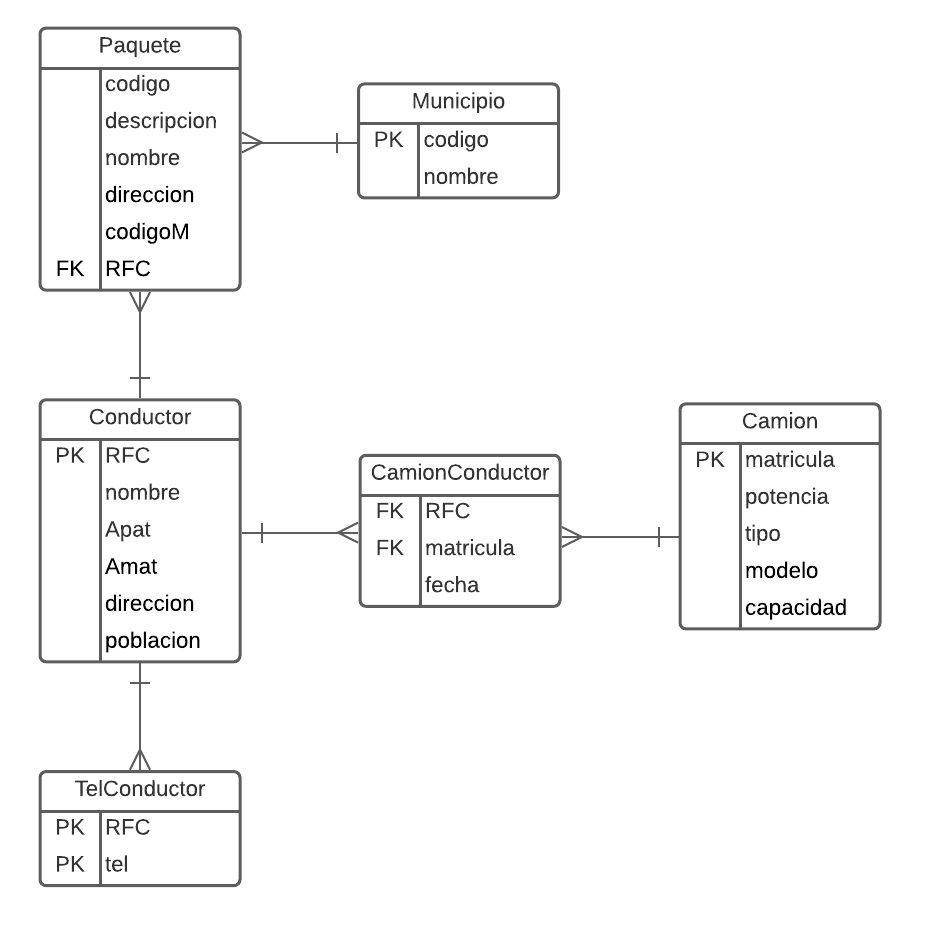 Paquete
codigo
descripcion
nombre
direccion
codigoM
FK RFC
Municipio
PK codigo
nombre
Conductor
PK RFC
nombre
Apat
Amat
direccion
poblacion
CamionConductor
FK RFC
FK matricula
fecha
Camion
PK matricula
potencia
tipo
modelo
capacidad
TelConductor
PK RFC
PK tel